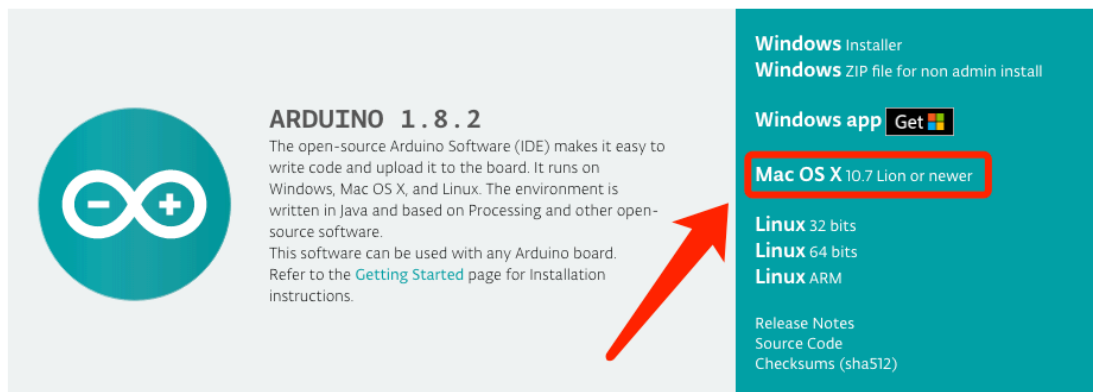 ARDUINO 1.8.2
The open-source Arduino Software (IDE) makes it easy to
write code and upload it to the board. It runs on
Windows, Mac OS X, and Linux. The environment is
written in Java and based on Processing and other open-
source software.
This software can be used with any Arduino board.
Refer to the Getting Started page for Installation
instructions.
Windows Installer
Windows ZIP file for non admin install
Windows app Get
Mac OS X 10.7 Lion or newer
Linux 32 bits
Linux 64 bits
Linux ARM
Release Notes
Source Code
Checksums (sha512)